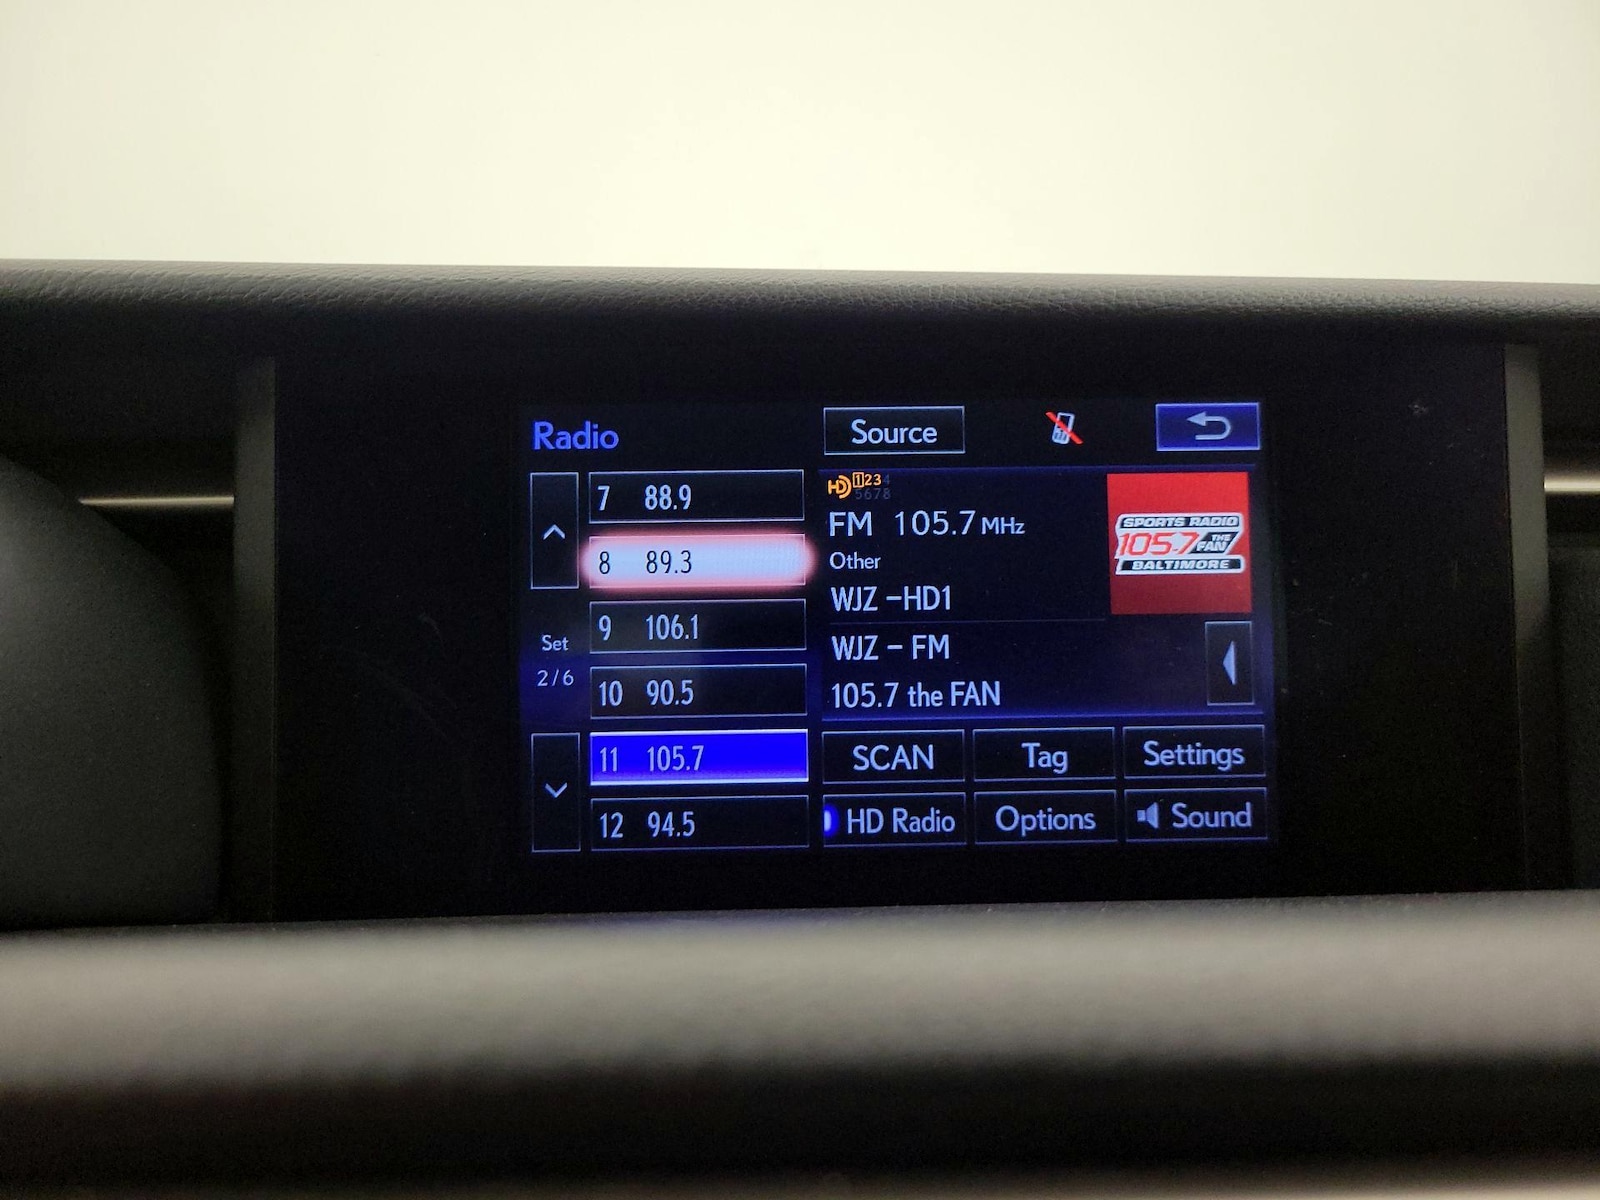 Radio
Source
7 88.9
8 89.3
9 106.1
10 90.5
11 105.7
12 94.5
Set
2/6
HD 1234
5678
FM 105.7 MHz
Other
WJZ -HD1
WJZ - FM
105.7 the FAN
SPORTS RADIO
105.7 THE FAN
BALTIMORE
SCAN
Tag
Settings
HD Radio
Options
Sound